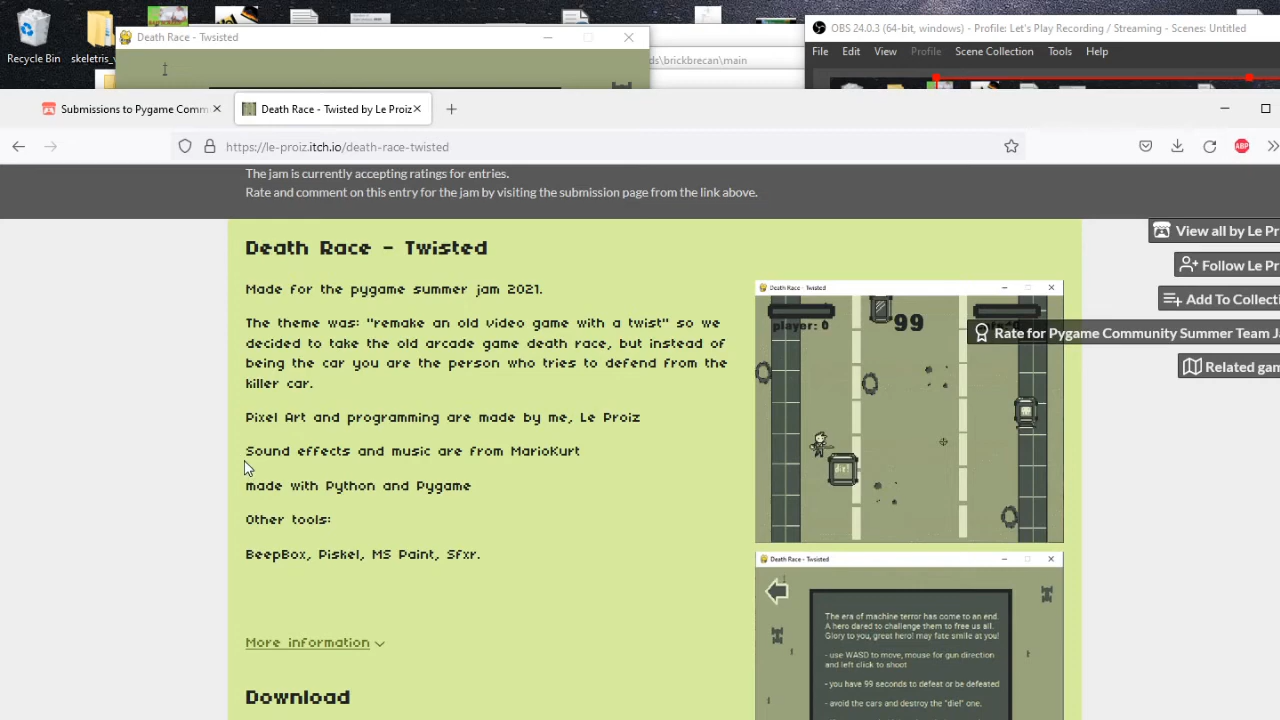 Death Race - Twsisted
OBS 24.0.3 (64-bit, windows) - Profile: Let's Play Recording / Streaming - Scenes: Untitled
Recycle Bin
skeletris_
ds\brickbrecan\main
File Edit View Profile Scene Collection Tools Help
Submissions to Pygame Comm
Death Race - Twisted by Le Proiz
https://le-proiz.itch.io/death-race-twisted
ABP
The jam is currently accepting ratings for entries.
Rate and comment on this entry for the jam by visiting the submission page from the link above.
View all by Le Pr
Follow Le Pr
Add To Collecti
Rate for Pygame Community Summer Team Ja
Related gam
Death Race - Twisted
Made for the pygame summer jam 2021.
The theme was: "remake an old video game with a twist" so we
decided to take the old arcade game death race, but instead of
being the car you are the person who tries to defend from the
killer car.
Pixel Art and programming are made by me, Le Proiz
Sound effects and music are from MarioKurt
made with Python and Pygame
Other tools:
BeepBox, Piskel, MS Paint, Sfxr.
More information
Download
Death Race - Twisted
player: 0
99
die!
Death Race - Twisted
The era of machine terror has come to an end.
A hero dared to challenge them to free us all.
Glory to you, great hero! may fate smile at you!
- use WASD to move, mouse for gun direction
and left click to shoot
- you have 99 seconds to defeat or be defeated
- avoid the cars and destroy the "die!" one.